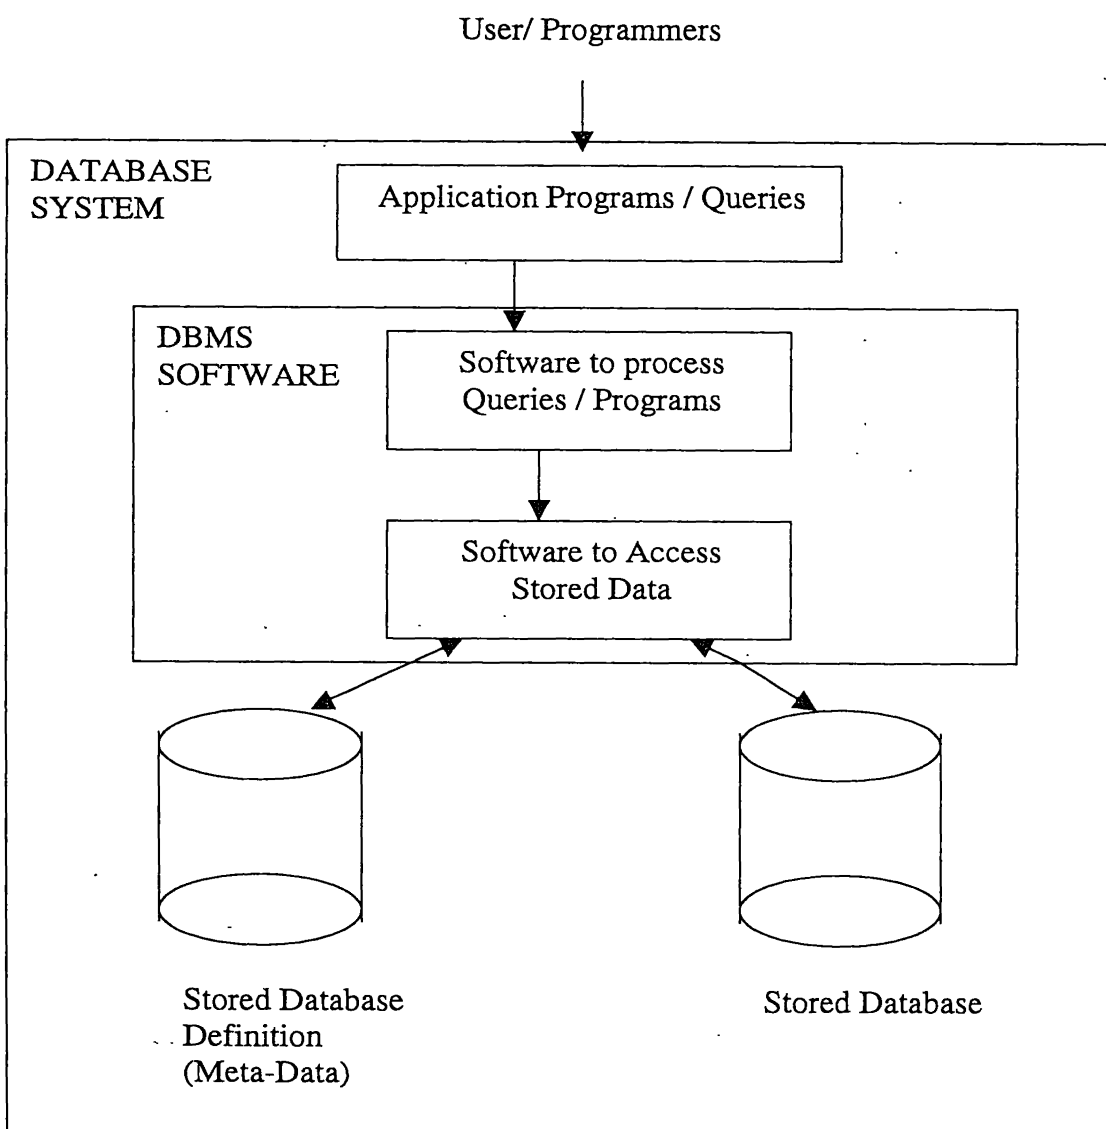 User/ Programmers
DATABASE
SYSTEM
Application Programs / Queries
DBMS
SOFTWARE
Software to process
Queries / Programs
Software to Access
Stored Data
Stored Database
Definition
(Meta-Data)
Stored Database